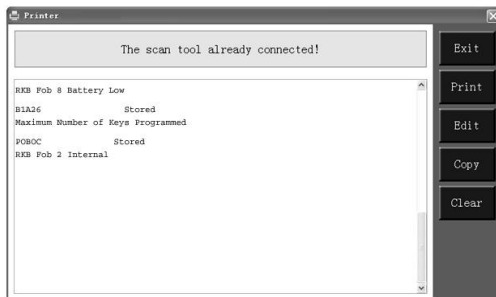 Printer
The scan tool already connected!
RKB Fob 8 Battery Low
B1A26 Stored
Maximum Number of Keys Programmed
POBOC Stored
RKB Fob 2 Internal
Exit
Print
Edit
Copy
Clear